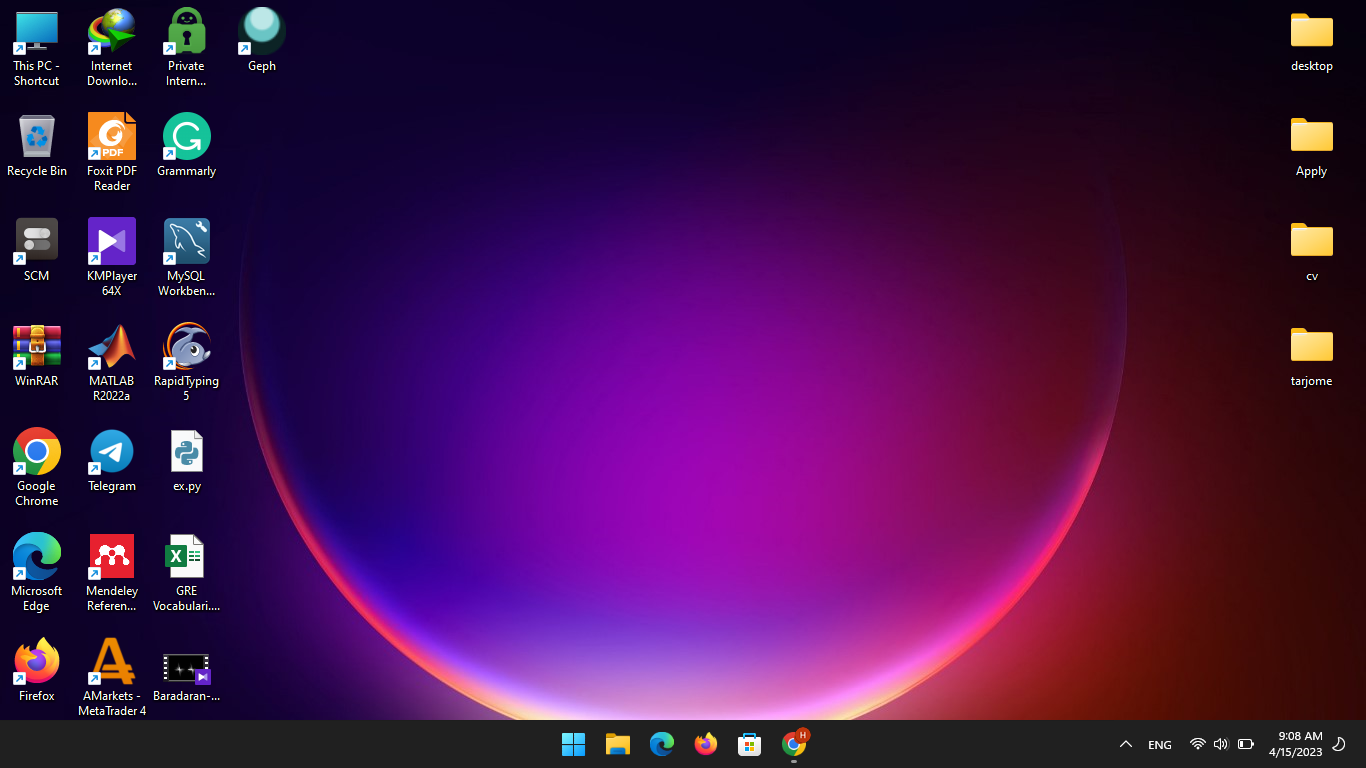 This PC -
Shortcut
Internet
Downlo...
Private
Intern...
Geph
desktop
Recycle Bin
PDF
Foxit PDF
Reader
Grammarly
Apply
SCM
KMPlayer
64X
MySQL
Workben...
cv
WinRAR
MATLAB
R2022a
RapidTyping
5
tarjome
Google
Chrome
Telegram
ex.py
Microsoft
Edge
Mendeley
Referen...
X
GRE
Vocabulari....
Firefox
AMarkets -
MetaTrader 4
Baradaran-...
H
ENG
9:08 AM
4/15/2023